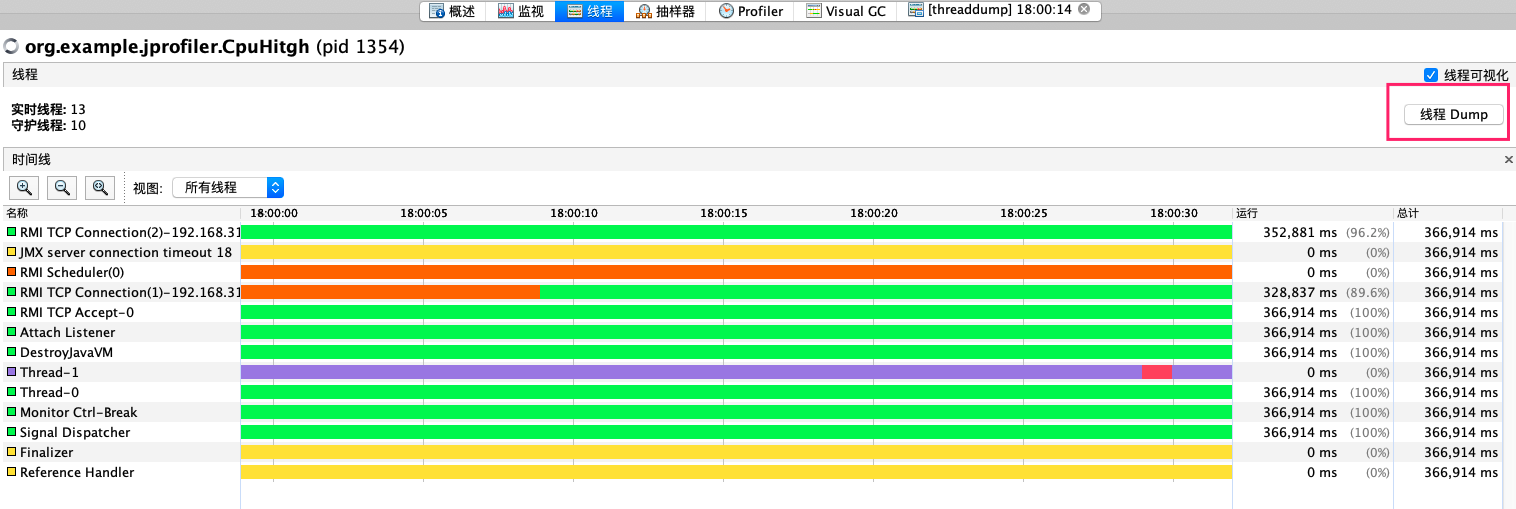 概述 监视 线程 抽样器 Profiler Visual GC [threaddump] 18:00:14
org.example.jprofiler.CpuHitgh (pid 1354)
线程 线程可视化
实时线程: 13
守护线程: 10
线程 Dump
时间线
视图: 所有线程
名称 18:00:00 18:00:05 18:00:10 18:00:15 18:00:20 18:00:25 18:00:30 运行 总计
RMI TCP Connection(2)-192.168.31 352,881 ms (96.2%) 366,914 ms
JMX server connection timeout 18 0 ms (0%) 366,914 ms
RMI Scheduler(0) 0 ms (0%) 366,914 ms
RMI TCP Connection(1)-192.168.31 328,837 ms (89.6%) 366,914 ms
RMI TCP Accept-0 366,914 ms (100%) 366,914 ms
Attach Listener 366,914 ms (100%) 366,914 ms
DestroyJavaVM 366,914 ms (100%) 366,914 ms
Thread-1 0 ms (0%) 366,914 ms
Thread-0 366,914 ms (100%) 366,914 ms
Monitor Ctrl-Break 366,914 ms (100%) 366,914 ms
Signal Dispatcher 366,914 ms (100%) 366,914 ms
Finalizer 0 ms (0%) 366,914 ms
Reference Handler 0 ms (0%) 366,914 ms